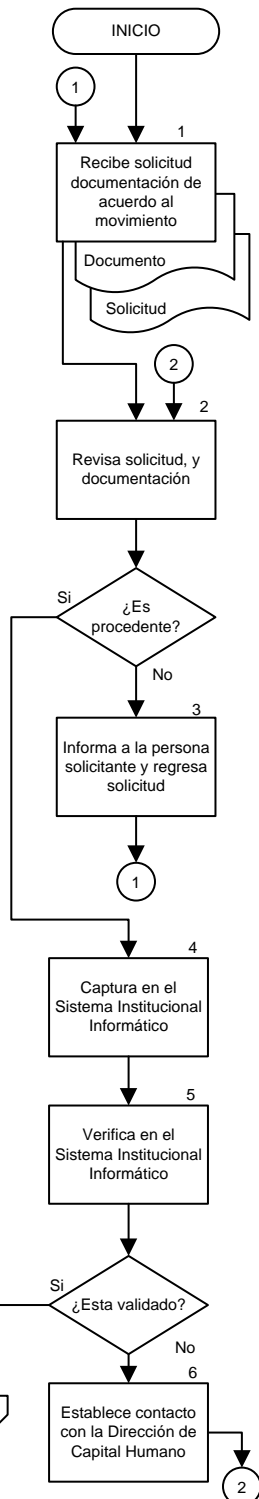 INICIO
1
1
Recibe solicitud
documentación de
acuerdo al
movimiento
Documento
Solicitud
2
2
Revisa solicitud, y
documentación
Si
¿Es
procedente?
No
3
Informa a la persona
solicitante y regresa
solicitud
1
4
Captura en el
Sistema Institucional
Informático
5
Verifica en el
Sistema Institucional
Informático
Si
¿Esta validado?
No
6
Establece contacto
con la Dirección de
Capital Humano
2